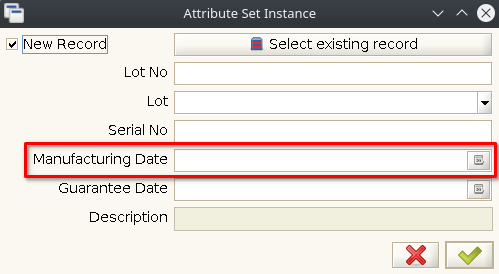 Attribute Set Instance
New Record
Select existing record
Lot No
Lot
Serial No
Manufacturing Date
Guarantee Date
Description